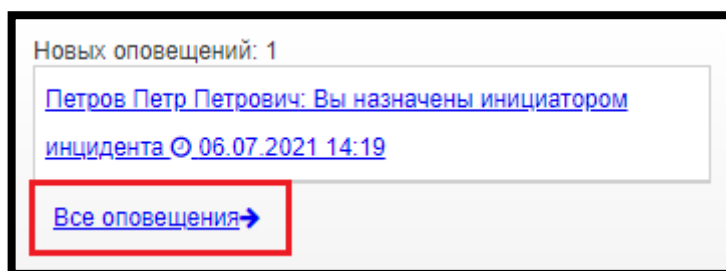 Новых оповещений: 1
Петров Петр Петрович: Вы назначены инициатором
инцидента 06.07.2021 14:19
Все оповещения➔